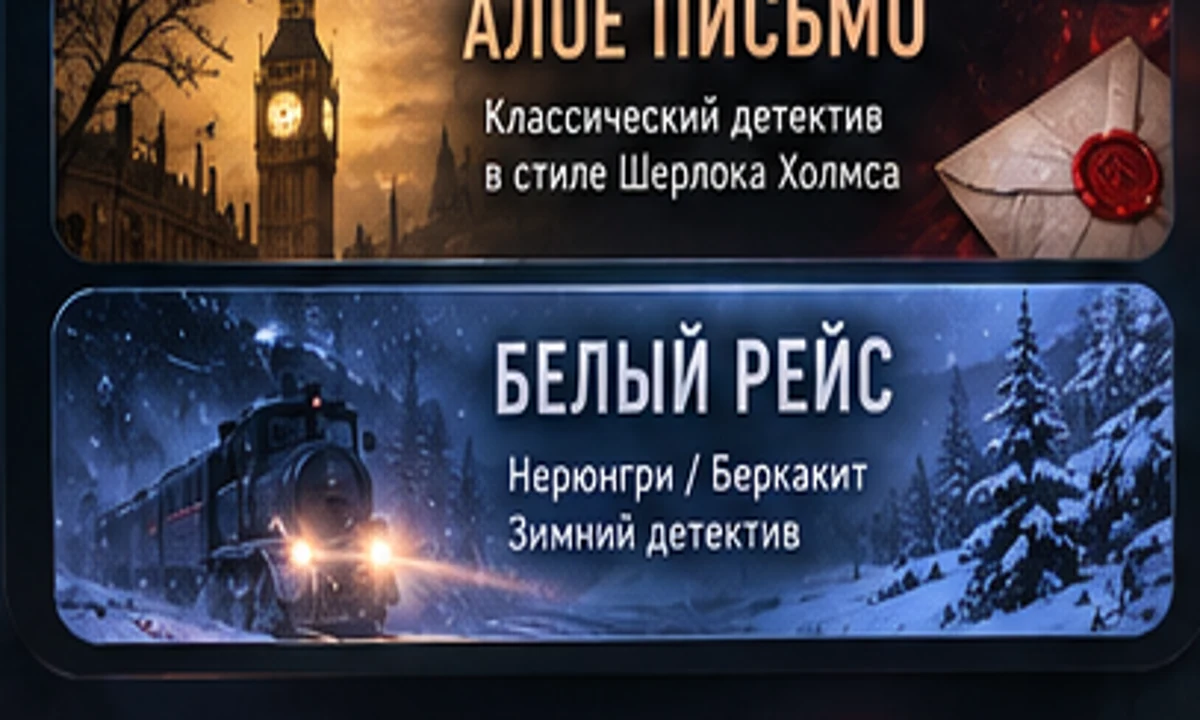 АЛОЕ ПИСЬМО
Классический детектив
в стиле Шерлока Холмса
БЕЛЫЙ РЕЙС
Нерюнгри / Беркакит
Зимний детектив